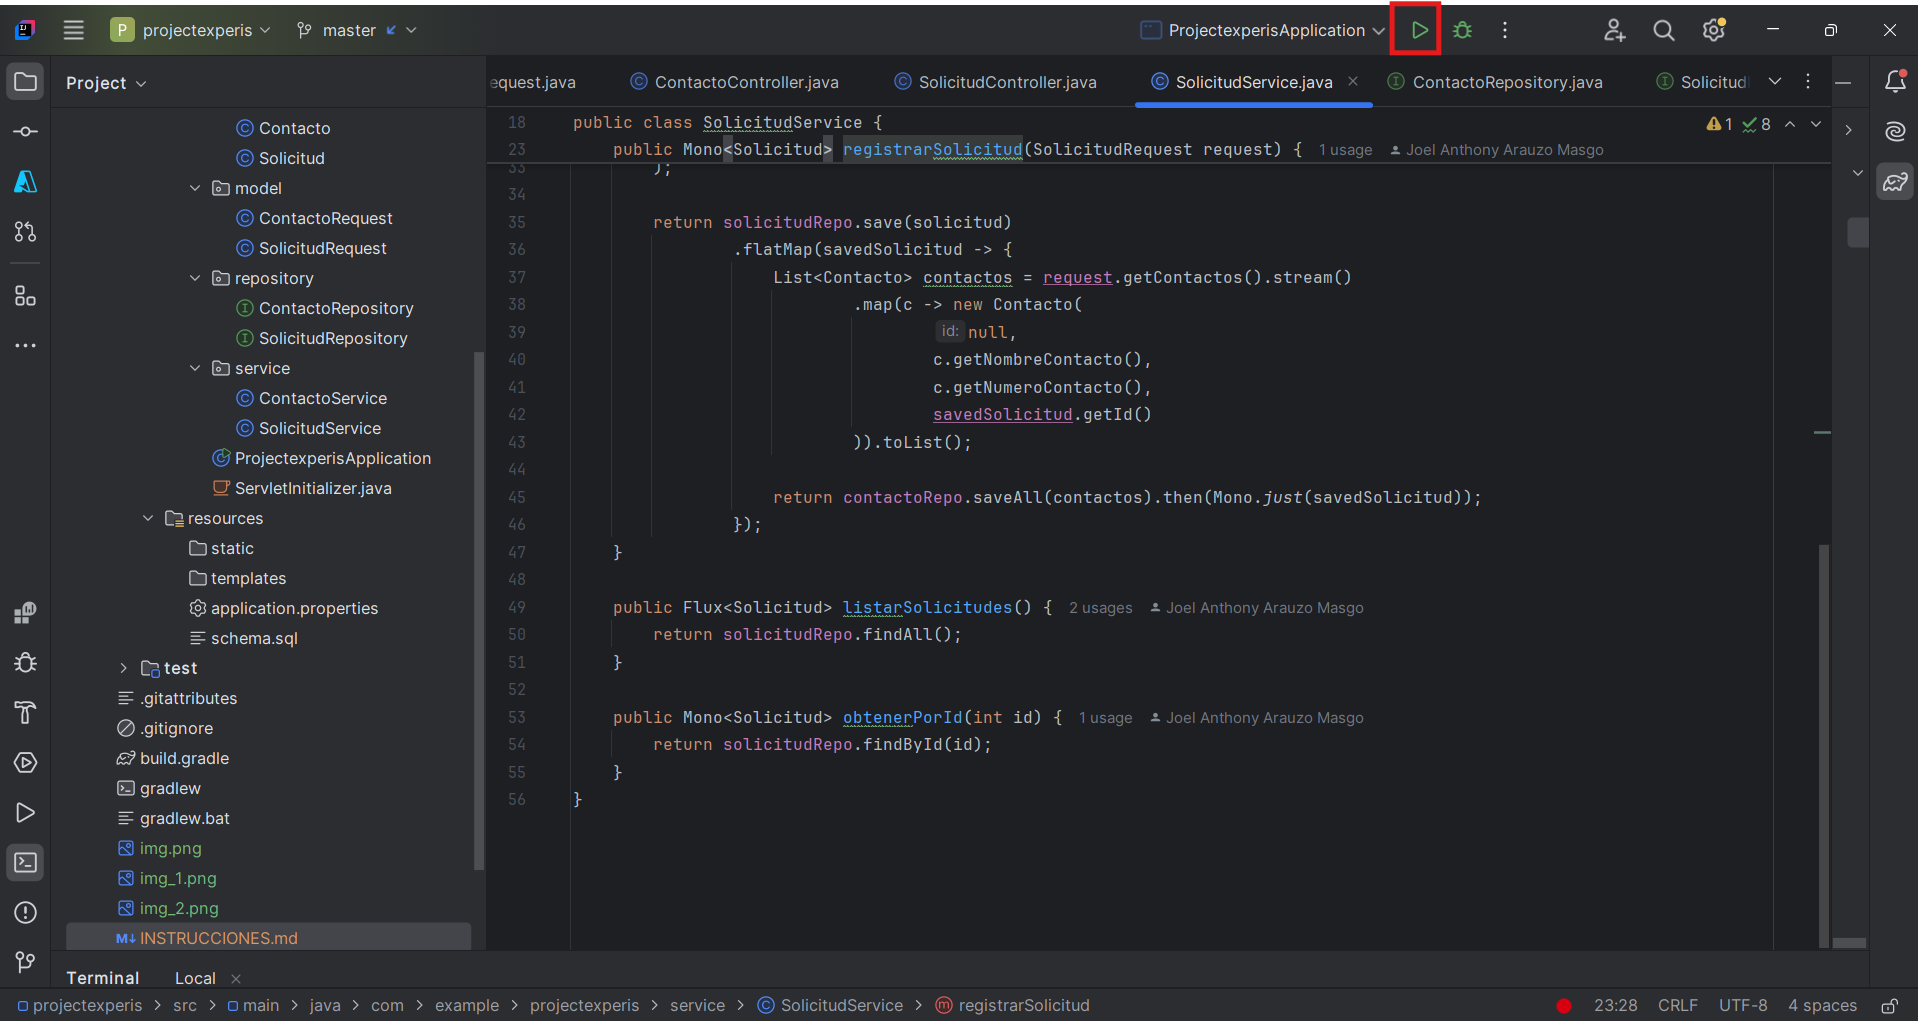 P projectexperis master ProjectexperisApplication
Project
equest.java ContactoController.java SolicitudController.java SolicitudService.java ContactoRepository.java Solicitud
Contacto
Solicitud
model
ContactoRequest
SolicitudRequest
repository
ContactoRepository
SolicitudRepository
service
ContactoService
SolicitudService
ProjectexperisApplication
ServletInitializer.java
resources
static
templates
application.properties
schema.sql
test
.gitattributes
.gitignore
build.gradle
gradlew
gradlew.bat
img.png
img_1.png
img_2.png
M↓ INSTRUCCIONES.md
18 public class SolicitudService {
1 8
23 public Mono<Solicitud> registrarSolicitud(SolicitudRequest request) { 1 usage Joel Anthony Arauzo Masgo
33 );
34
35 return solicitudRepo.save(solicitud)
36 .flatMap(savedSolicitud -> {
37 List<Contacto> contactos = request.getContactos().stream()
38 .map(c -> new Contacto(
39 id: null,
40 c.getNombreContacto(),
41 c.getNumeroContacto(),
42 savedSolicitud.getId()
43 )).toList();
44
45 return contactoRepo.saveAll(contactos).then(Mono.just(savedSolicitud));
46 });
47 }
48
49 public Flux<Solicitud> listarSolicitudes() { 2 usages Joel Anthony Arauzo Masgo
50 return solicitudRepo.findAll();
51 }
52
53 public Mono<Solicitud> obtenerPorId(int id) { 1 usage Joel Anthony Arauzo Masgo
54 return solicitudRepo.findById(id);
55 }
56 }
Terminal Local
projectexperis > src > main > java > com > example > projectexperis > service > SolicitudService > registrarSolicitud 23:28 CRLF UTF-8 4 spaces